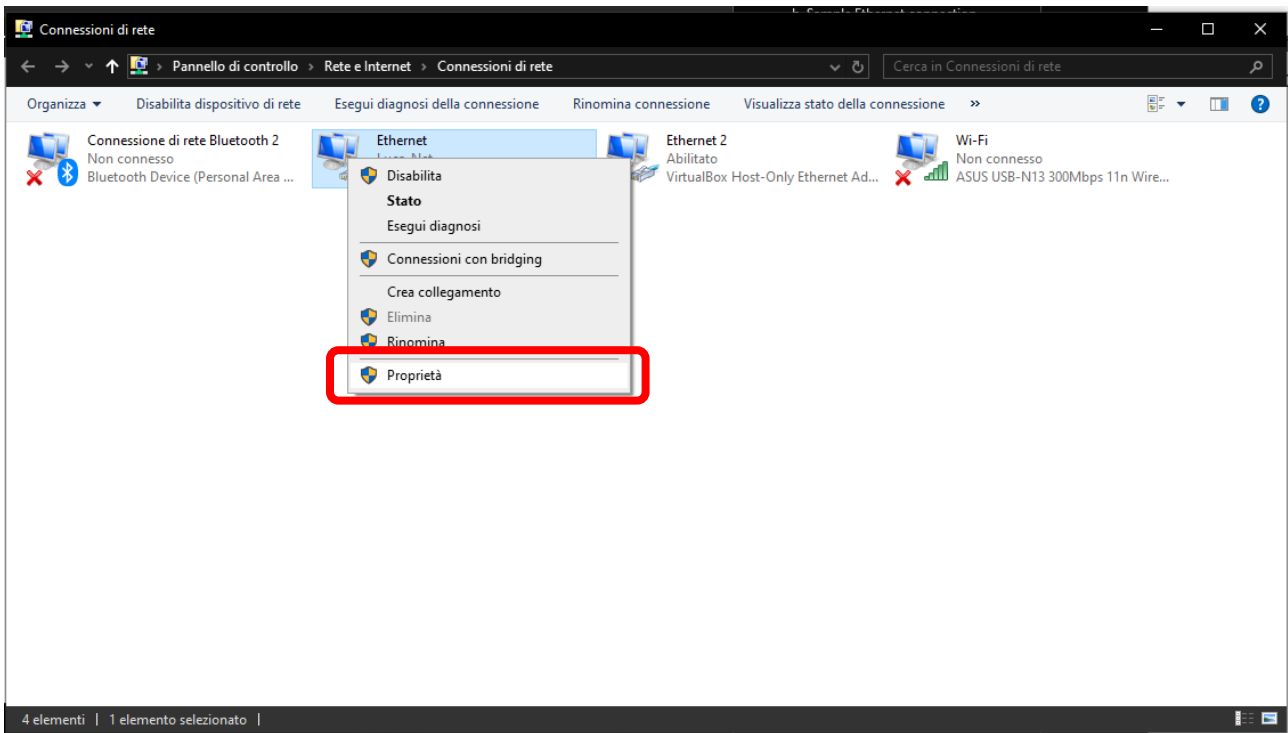 b. Sample Ethernet connection
Connessioni di rete
Pannello di controllo > Rete e Internet > Connessioni di rete
Cerca in Connessioni di rete
Organizza Disabilita dispositivo di rete Esegui diagnosi della connessione Rinomina connessione Visualizza stato della connessione »
Connessione di rete Bluetooth 2
Non connesso
Bluetooth Device (Personal Area ...
Ethernet
Ethernet 2
Abilitato
VirtualBox Host-Only Ethernet Ad...
Wi-Fi
Non connesso
ASUS USB-N13 300Mbps 11n Wire...
Disabilita
Stato
Esegui diagnosi
Connessioni con bridging
Crea collegamento
Elimina
Rinomina
Proprietà
4 elementi | 1 elemento selezionato |